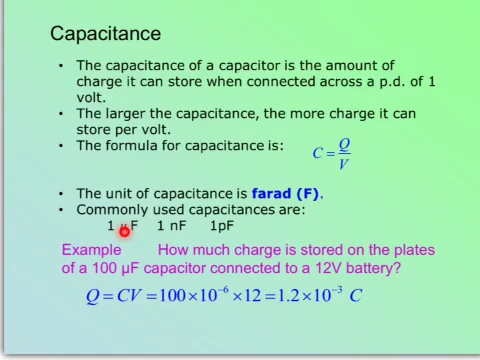 Capacitance
• The capacitance of a capacitor is the amount of
charge it can store when connected across a p.d. of 1
volt.
• The larger the capacitance, the more charge it can
store per volt.
• The formula for capacitance is: C = Q/V
• The unit of capacitance is farad (F).
• Commonly used capacitances are:
1 µF 1 nF 1pF
Example How much charge is stored on the plates
of a 100 µF capacitor connected to a 12V battery?
Q = CV = 100×10⁻⁶ ×12 = 1.2×10⁻³ C